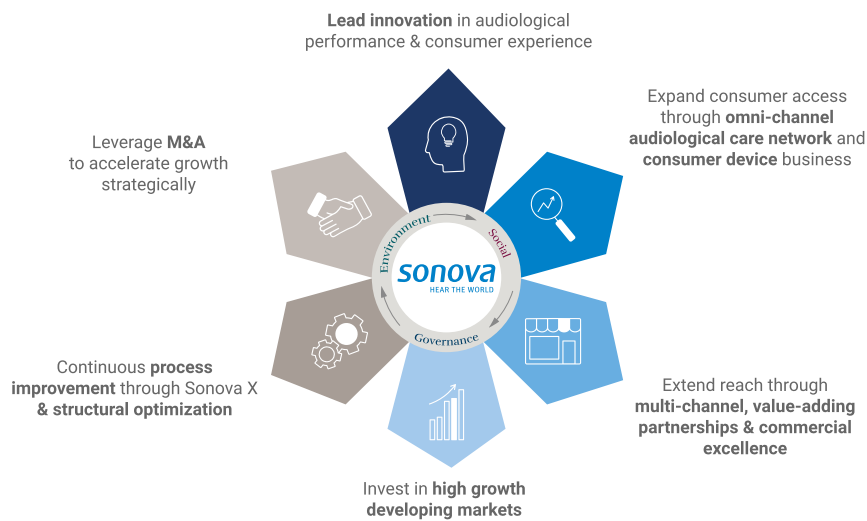 Lead innovation in audiological
performance & consumer experience
Expand consumer access
through omni-channel
audiological care network and
consumer device business
Leverage M&A
to accelerate growth
strategically
Environment
Social
Governance
sonova
HEAR THE WORLD
Continuous process
improvement through Sonova X
& structural optimization
Extend reach through
multi-channel, value-adding
partnerships & commercial
excellence
Invest in high growth
developing markets